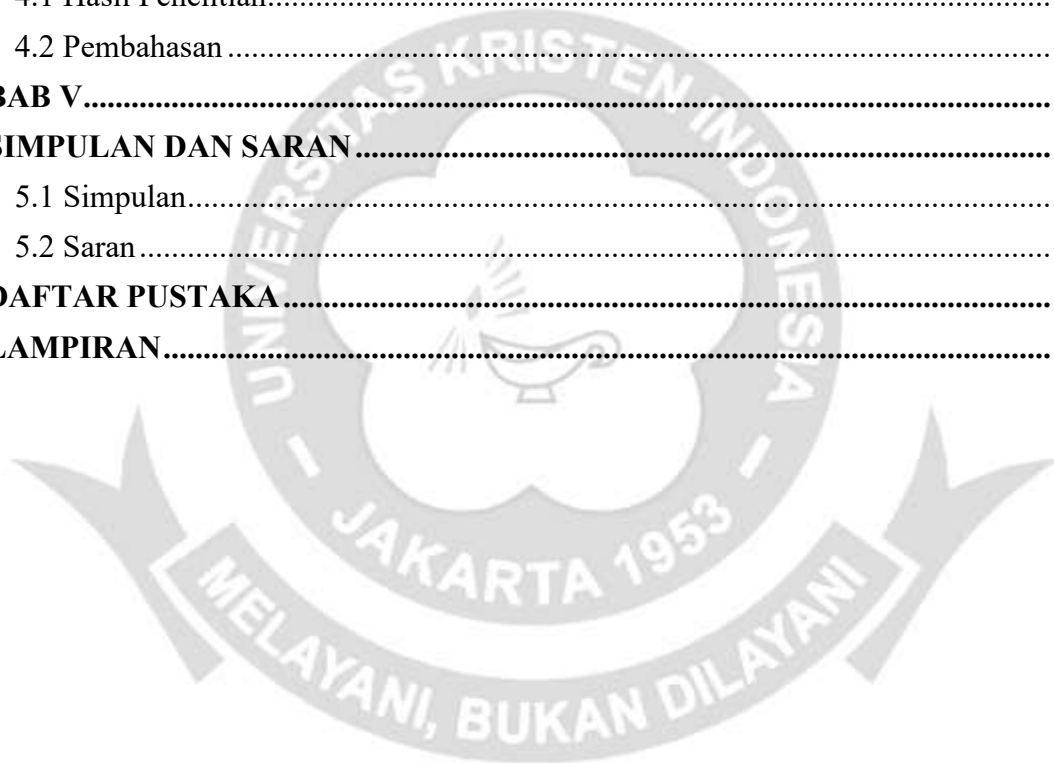 4.1 Hasil Penelitian..........................................................................................
4.2 Pembahasan..........................................................................................
BAB V..........................................................................................
SIMPULAN DAN SARAN..........................................................................................
5.1 Simpulan..........................................................................................
5.2 Saran..........................................................................................
DAFTAR PUSTAKA..........................................................................................
LAMPIRAN..........................................................................................
UNIVERSITAS KRISTEN INDONESIA
JAKARTA 1953
MELAYANI, BUKAN DILAYANI